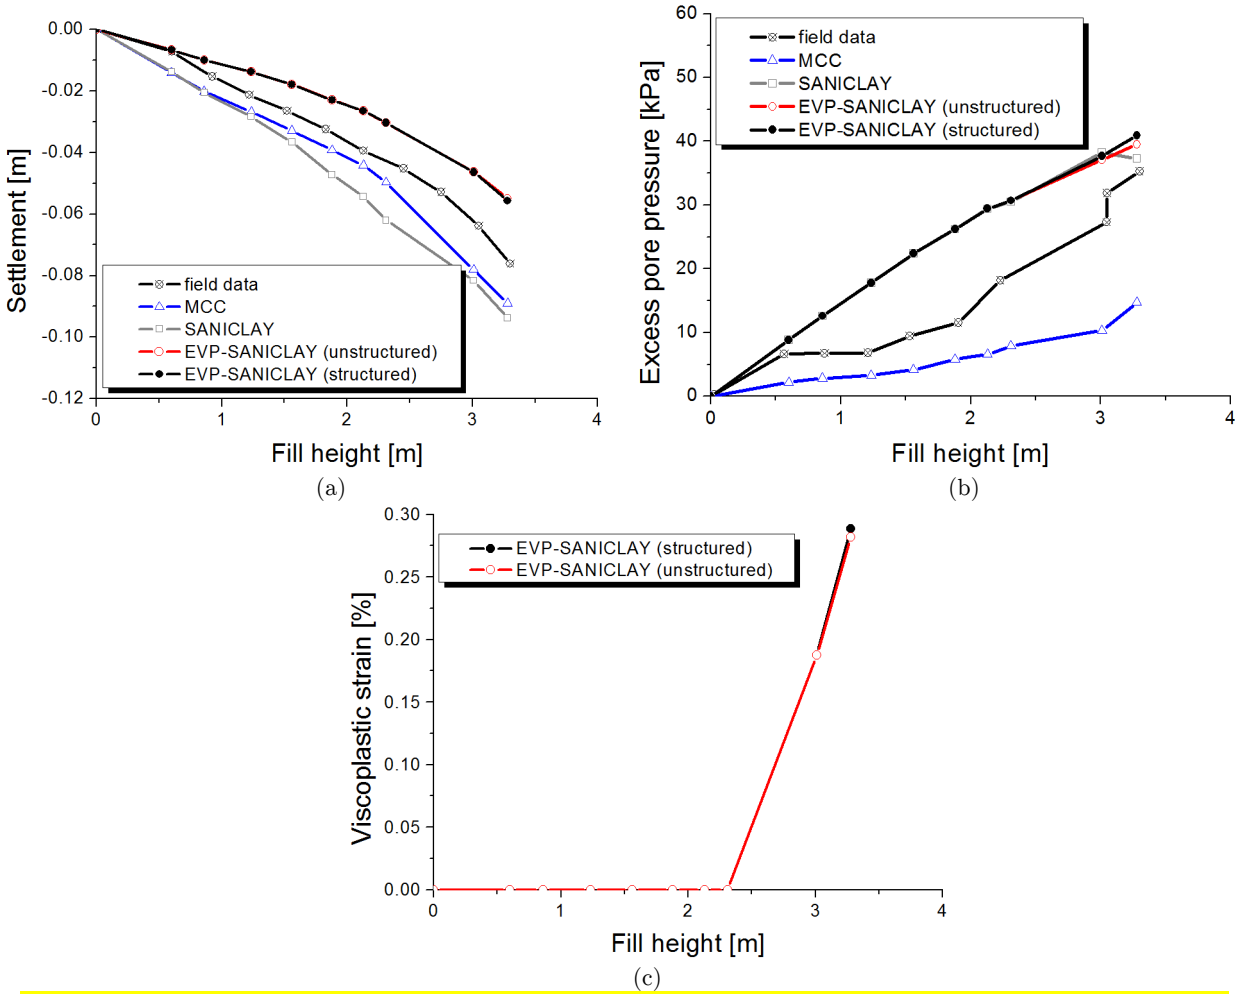 -0.00
-0.02
-0.04
-0.06
-0.08
-0.10
-0.12
Settlement [m]
field data
MCC
SANICLAY
EVP-SANICLAY (unstructured)
EVP-SANICLAY (structured)
0 1 2 3 4
Fill height [m]
(a)
60
50
40
30
20
10
0
Excess pore pressure [kPa]
field data
MCC
SANICLAY
EVP-SANICLAY (unstructured)
EVP-SANICLAY (structured)
0 1 2 3 4
Fill height [m]
(b)
0.30
0.25
0.20
0.15
0.10
0.05
0.00
Viscoplastic strain [%]
EVP-SANICLAY (structured)
EVP-SANICLAY (unstructured)
0 1 2 3 4
Fill height [m]
(c)